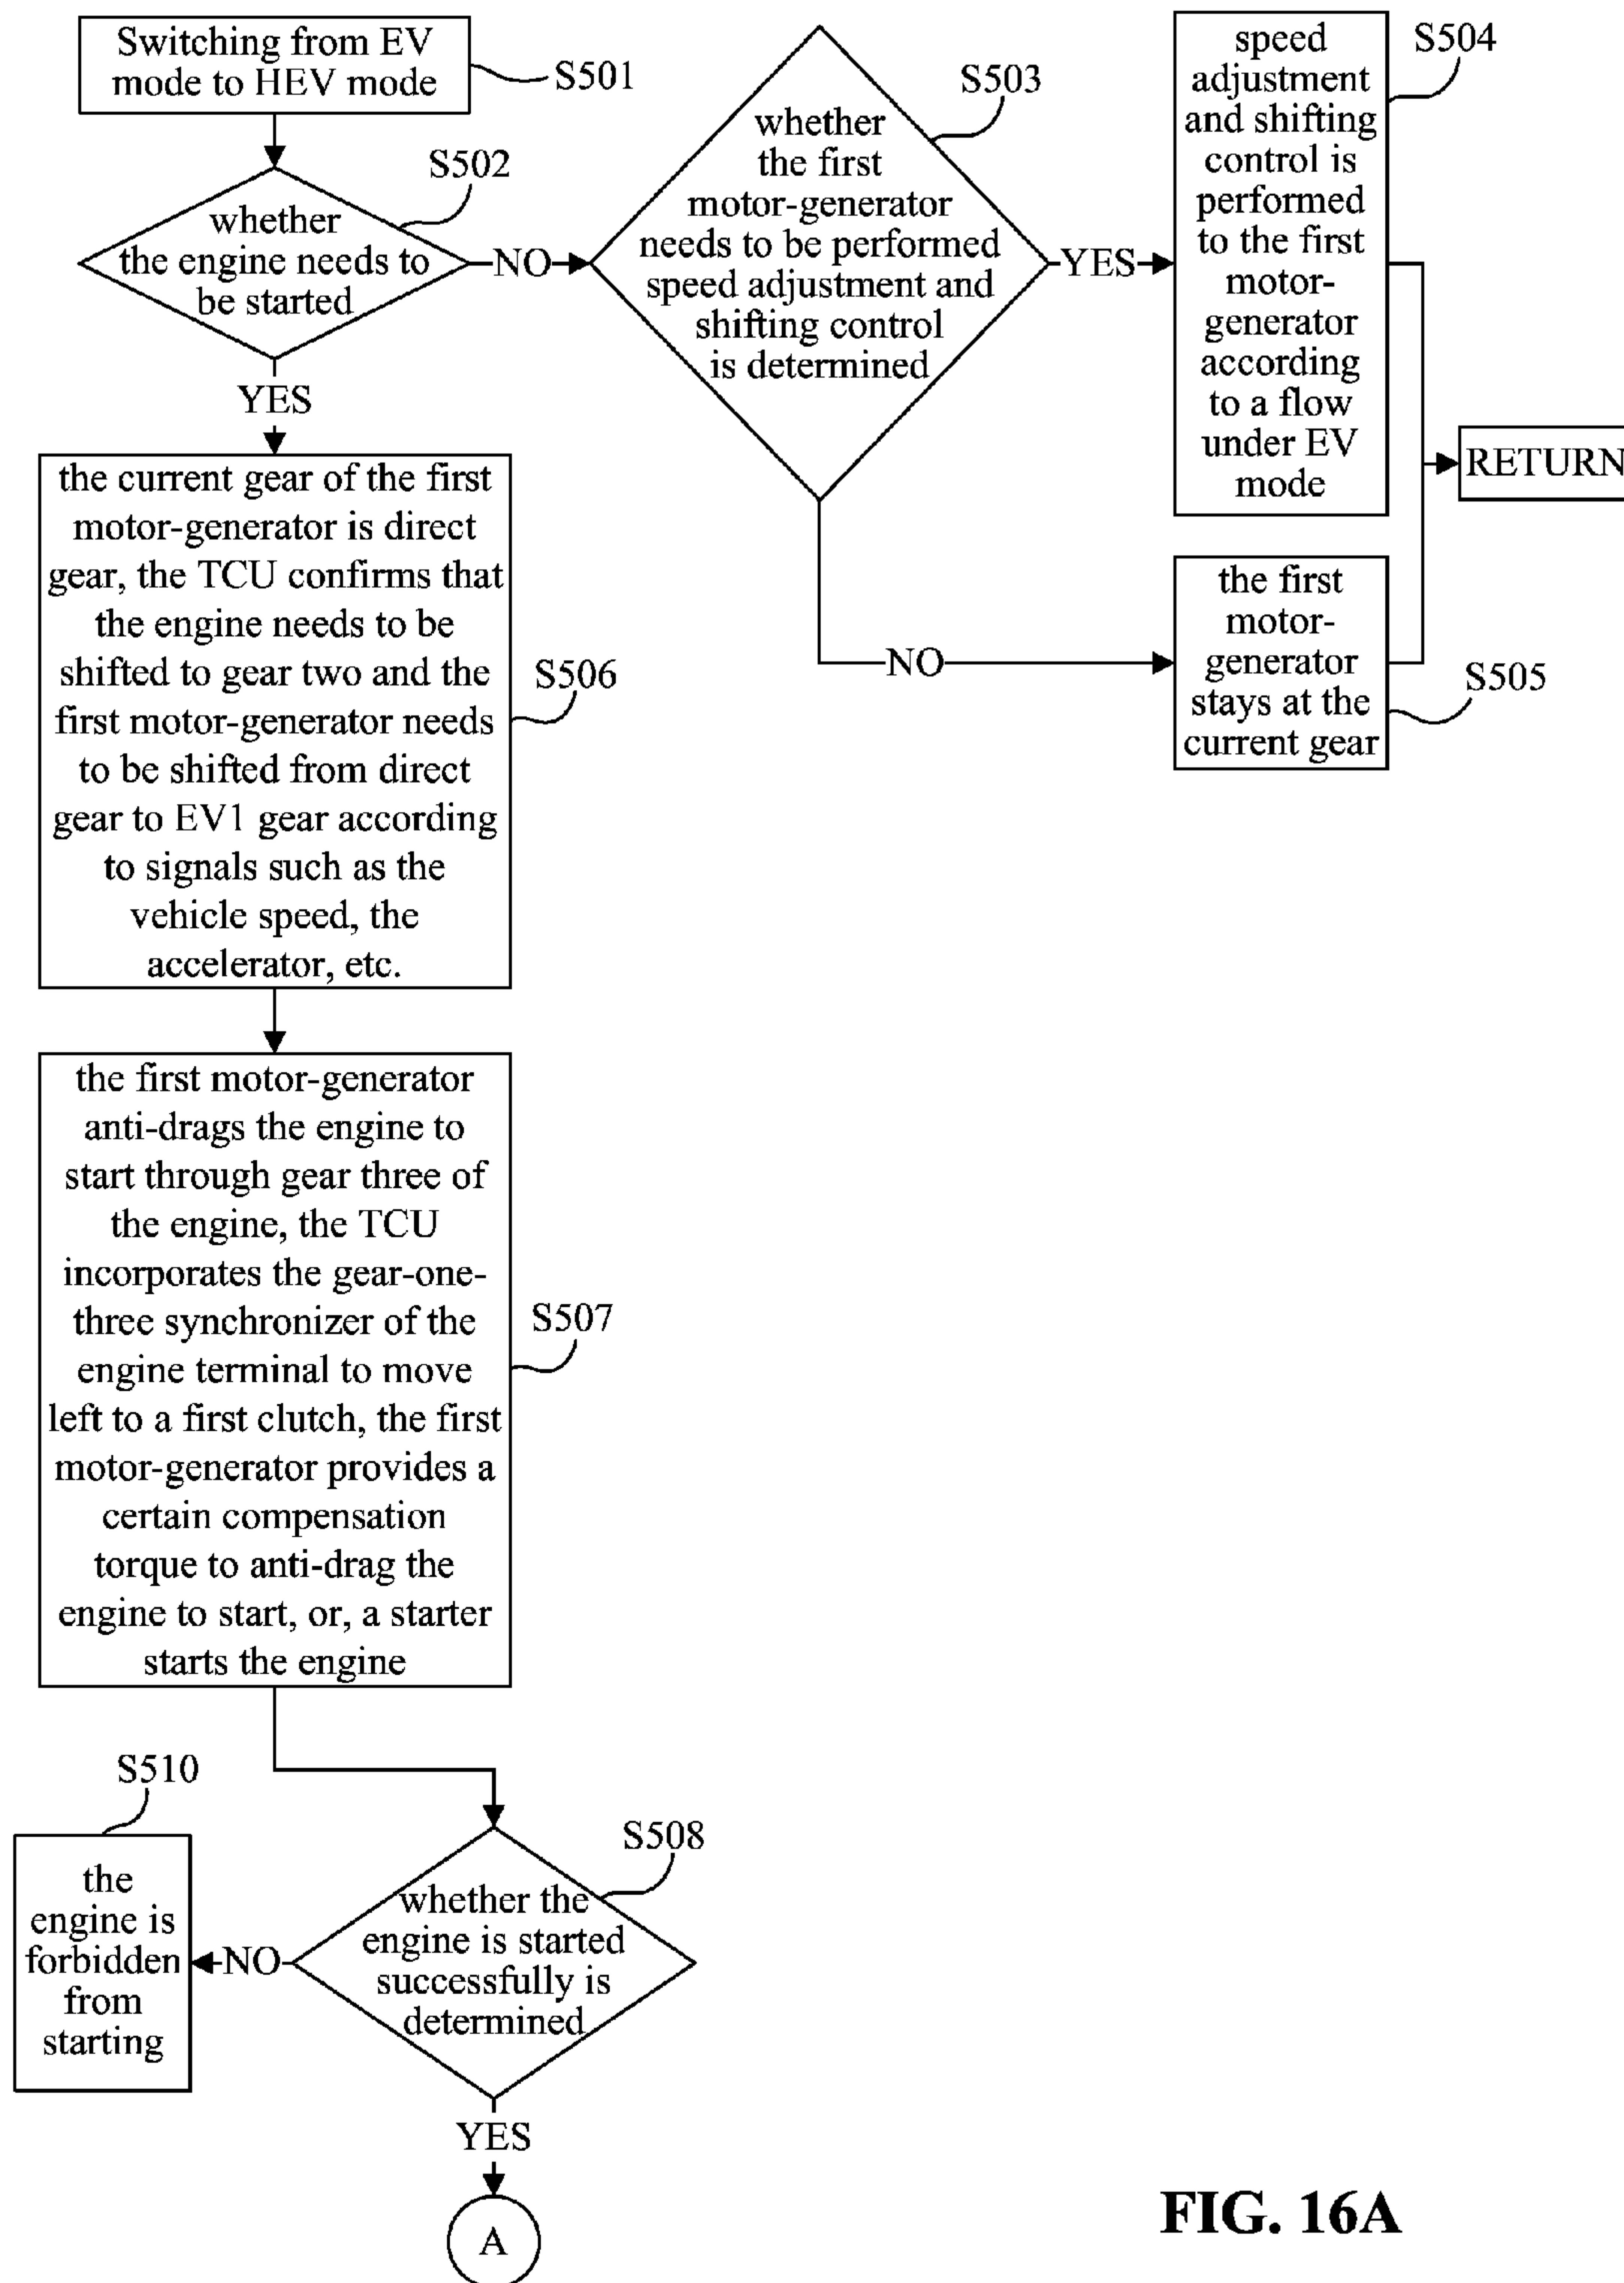 Switching from EV
mode to HEV mode
S501
whether
the engine needs to
be started
S502
NO
YES
whether
the first
motor-generator
needs to be performed
speed adjustment and
shifting control
is determined
S503
YES
NO
speed
adjustment
and shifting
control is
performed
to the first
motor-
generator
according
to a flow
under EV
mode
S504
RETURN
the first
motor-
generator
stays at the
current gear
S505
the current gear of the first
motor-generator is direct
gear, the TCU confirms that
the engine needs to be
shifted to gear two and the
first motor-generator needs
to be shifted from direct
gear to EV1 gear according
to signals such as the
vehicle speed, the
accelerator, etc.
S506
the first motor-generator
anti-drags the engine to
start through gear three of
the engine, the TCU
incorporates the gear-one-
three synchronizer of the
engine terminal to move
left to a first clutch, the first
motor-generator provides a
certain compensation
torque to anti-drag the
engine to start, or, a starter
starts the engine
S507
whether the
engine is started
successfully is
determined
S508
NO
S510
the
engine is
forbidden
from
starting
YES
A
FIG. 16A